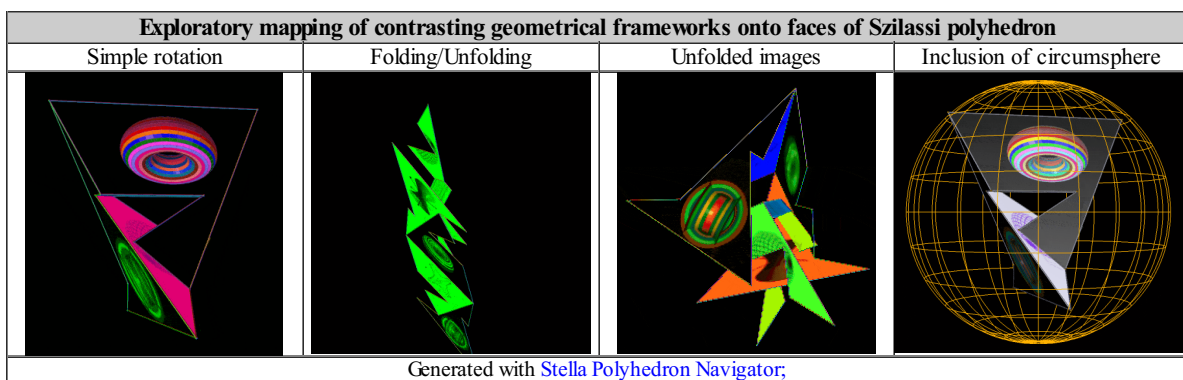 Exploratory mapping of contrasting geometrical frameworks onto faces of Szilassi polyhedron
Simple rotation
Folding/Unfolding
Unfolded images
Inclusion of circumsphere
Generated with Stella Polyhedron Navigator;